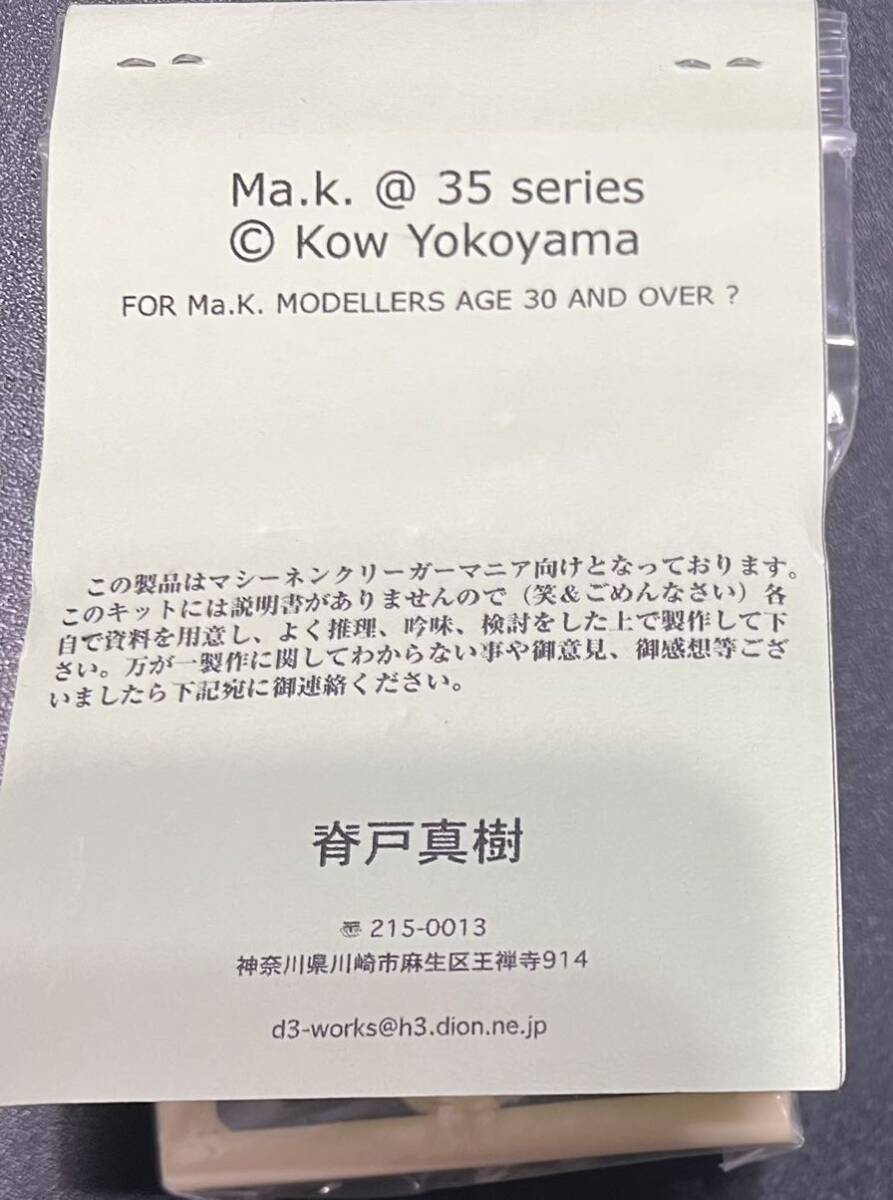 Ma.k. @ 35 series
© Kow Yokoyama
FOR Ma.K. MODELLERS AGE 30 AND OVER ?
この製品はマシーネンクリーガーマニア向けとなっております。
このキットには説明書がありませんので（笑&ごめんなさい）各
自で資料を用意し、よく推理、吟味、検討をした上で製作して下
さい。万が一製作に関してわからない事や御意見、御感想等ござ
いましたら下記宛に御連絡ください。
脊戸真樹
〠 215-0013
神奈川県川崎市麻生区王禅寺914
d3-works@h3.dion.ne.jp